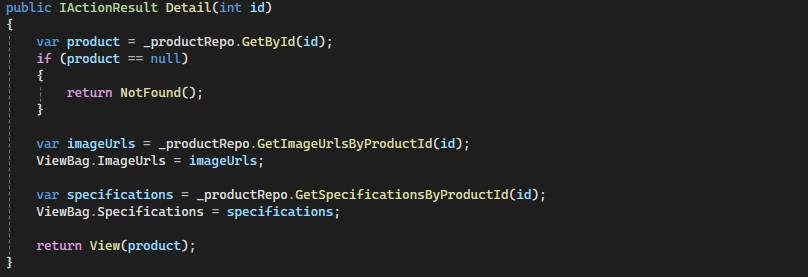 public IActionResult Detail(int id)
{
    var product = _productRepo.GetById(id);
    if (product == null)
    {
        return NotFound();
    }

    var imageUrls = _productRepo.GetImageUrlsByProductId(id);
    ViewBag.ImageUrls = imageUrls;

    var specifications = _productRepo.GetSpecificationsByProductId(id);
    ViewBag.Specifications = specifications;

    return View(product);
}